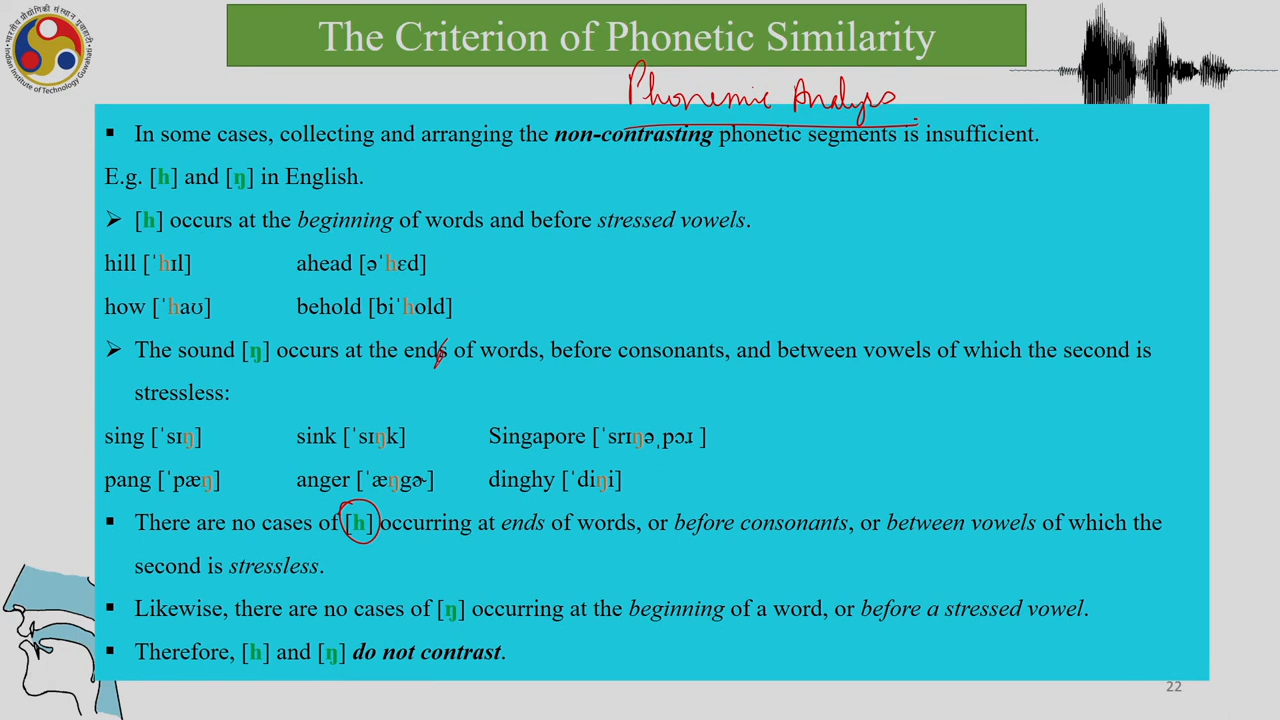 The Criterion of Phonetic Similarity
Phonemic Analysis
▪ In some cases, collecting and arranging the non-contrasting phonetic segments is insufficient.
E.g. [h] and [ŋ] in English.
➢ [h] occurs at the beginning of words and before stressed vowels.
hill [ˈhɪl] ahead [əˈhɛd]
how [ˈhaʊ] behold [biˈhold]
➢ The sound [ŋ] occurs at the ends of words, before consonants, and between vowels of which the second is
stressless:
sing [ˈsɪŋ] sink [ˈsɪŋk] Singapore [ˈsrɪŋəˌpɔɹ ]
pang [ˈpæŋ] anger [ˈæŋgɚ] dinghy [ˈdiŋi]
▪ There are no cases of [h] occurring at ends of words, or before consonants, or between vowels of which the
second is stressless.
▪ Likewise, there are no cases of [ŋ] occurring at the beginning of a word, or before a stressed vowel.
▪ Therefore, [h] and [ŋ] do not contrast.
22